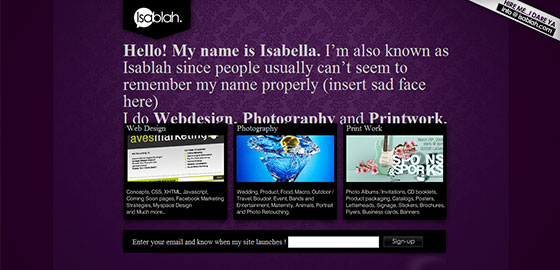 Isablah.
HIRE ME, I DARE YA
info @ isablah.com
Hello! My name is Isabella. I'm also known as
Isablah since people usually can't seem to
remember my name properly (insert sad face
here)
I do Webdesign, Photography and Printwork.
Web Design
avesmarketing
Concepts, CSS, XHTML, Javascript,
Coming Soon pages, Facebook Marketing
Strategies, Myspace Design
and Much more...
Photography
Wedding, Product, Food, Macro, Outdoor /
Travel, Boudoir, Event, Bands and
Entertainment, Maternity, Animals, Portrait
and Photo Retouching.
Print Work
SPOONS
&SPORKS
Photo Albums /Invitations, CD booklets,
Product packaging, Catalogs, Posters,
Letterheads, Signage, Stickers, Brochures,
Flyers, Business cards, Banners
Enter your email and know when my site launches !
Sign-up